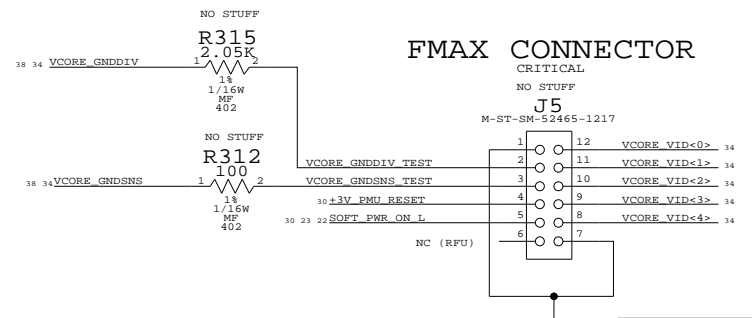 NO STUFF
R315
2.05K
38 34 VCORE_GNDDIV 1 2
1%
1/16W
MF
402
FMAX CONNECTOR
CRITICAL
NO STUFF
J5
M-ST-SM-52465-1217
NO STUFF
R312
100
38 34 VCORE_GNDSNS 1 2
1%
1/16W
MF
402
1 12 VCORE_VID<0> 34
VCORE_GNDDIV_TEST 2 11 VCORE_VID<1> 34
VCORE_GNDSNS_TEST 3 10 VCORE_VID<2> 34
30 +3V_PMU_RESET 4 9 VCORE_VID<3> 34
30 23 22 SOFT_PWR_ON_L 5 8 VCORE_VID<4> 34
NC (RFU) 6 7